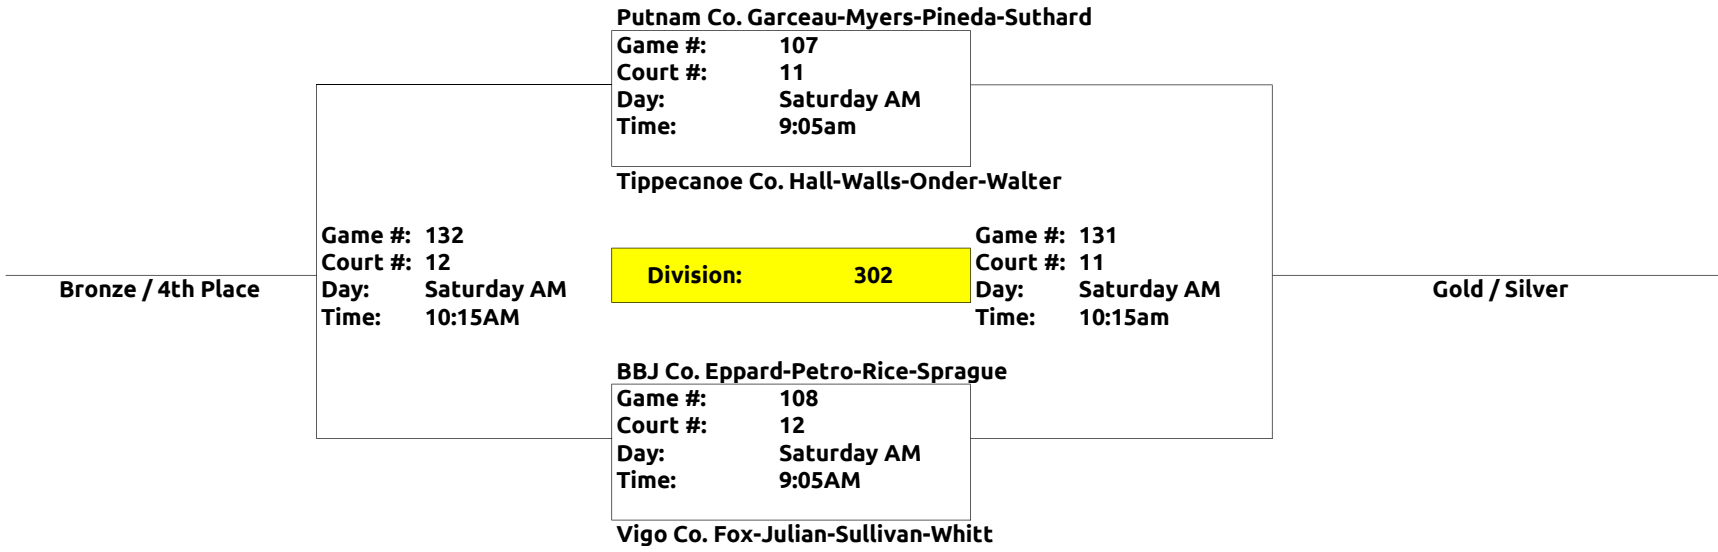 Putnam Co. Garceau-Myers-Pineda-Suthard
Game #: 107
Court #: 11
Day: Saturday AM
Time: 9:05am
Tippecanoe Co. Hall-Walls-Onder-Walter
Game #: 132
Court #: 12
Day: Saturday AM
Time: 10:15AM
Bronze / 4th Place
Division: 302
Game #: 131
Court #: 11
Day: Saturday AM
Time: 10:15am
Gold / Silver
BBJ Co. Eppard-Petro-Rice-Sprague
Game #: 108
Court #: 12
Day: Saturday AM
Time: 9:05AM
Vigo Co. Fox-Julian-Sullivan-Whitt